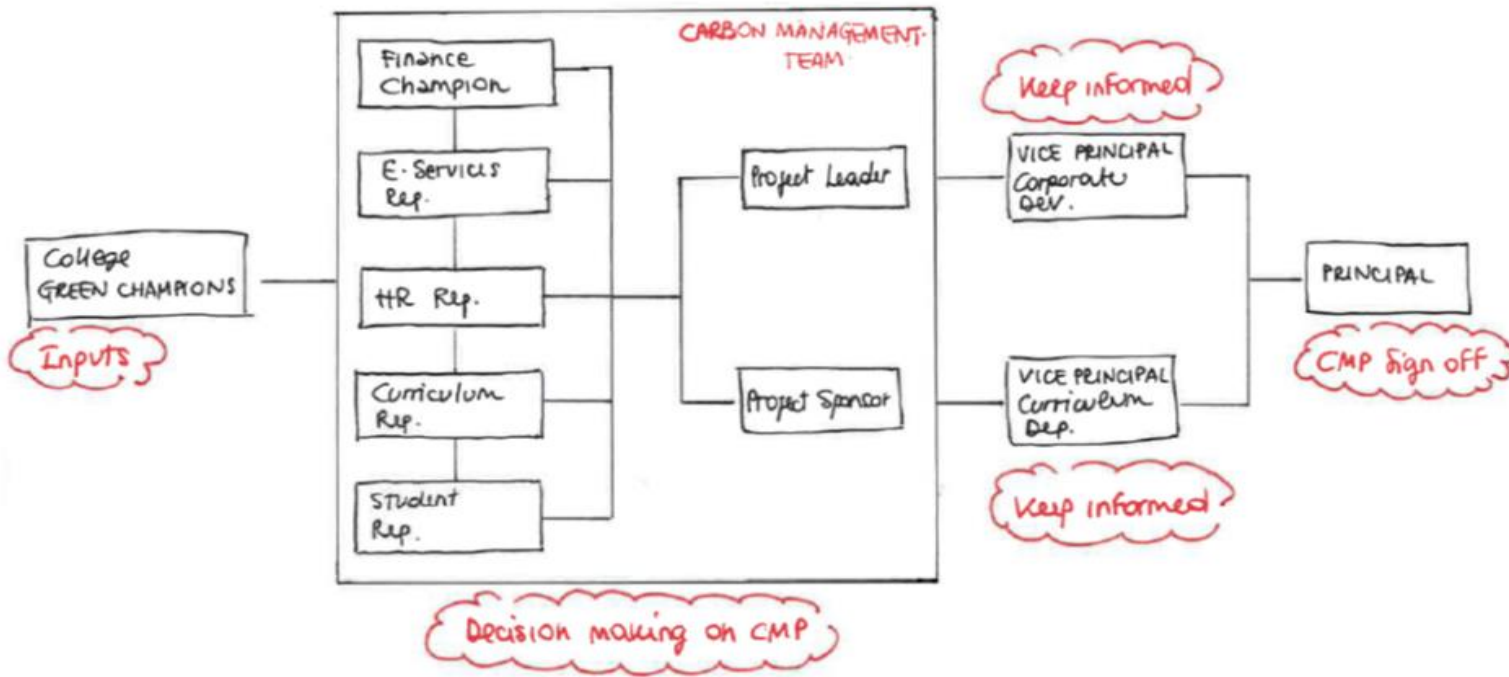 CARBON MANAGEMENT
TEAM
Finance
Champion
E-Services
Rep.
HR Rep.
Curriculum
Rep.
Student
Rep.
College
GREEN CHAMPIONS
Inputs
Project Leader
Project Sponsor
Keep informed
VICE PRINCIPAL
Corporate
Dev.
VICE PRINCIPAL
Curriculum
Dep.
Keep informed
PRINCIPAL
CMP Sign off
Decision making on CMP